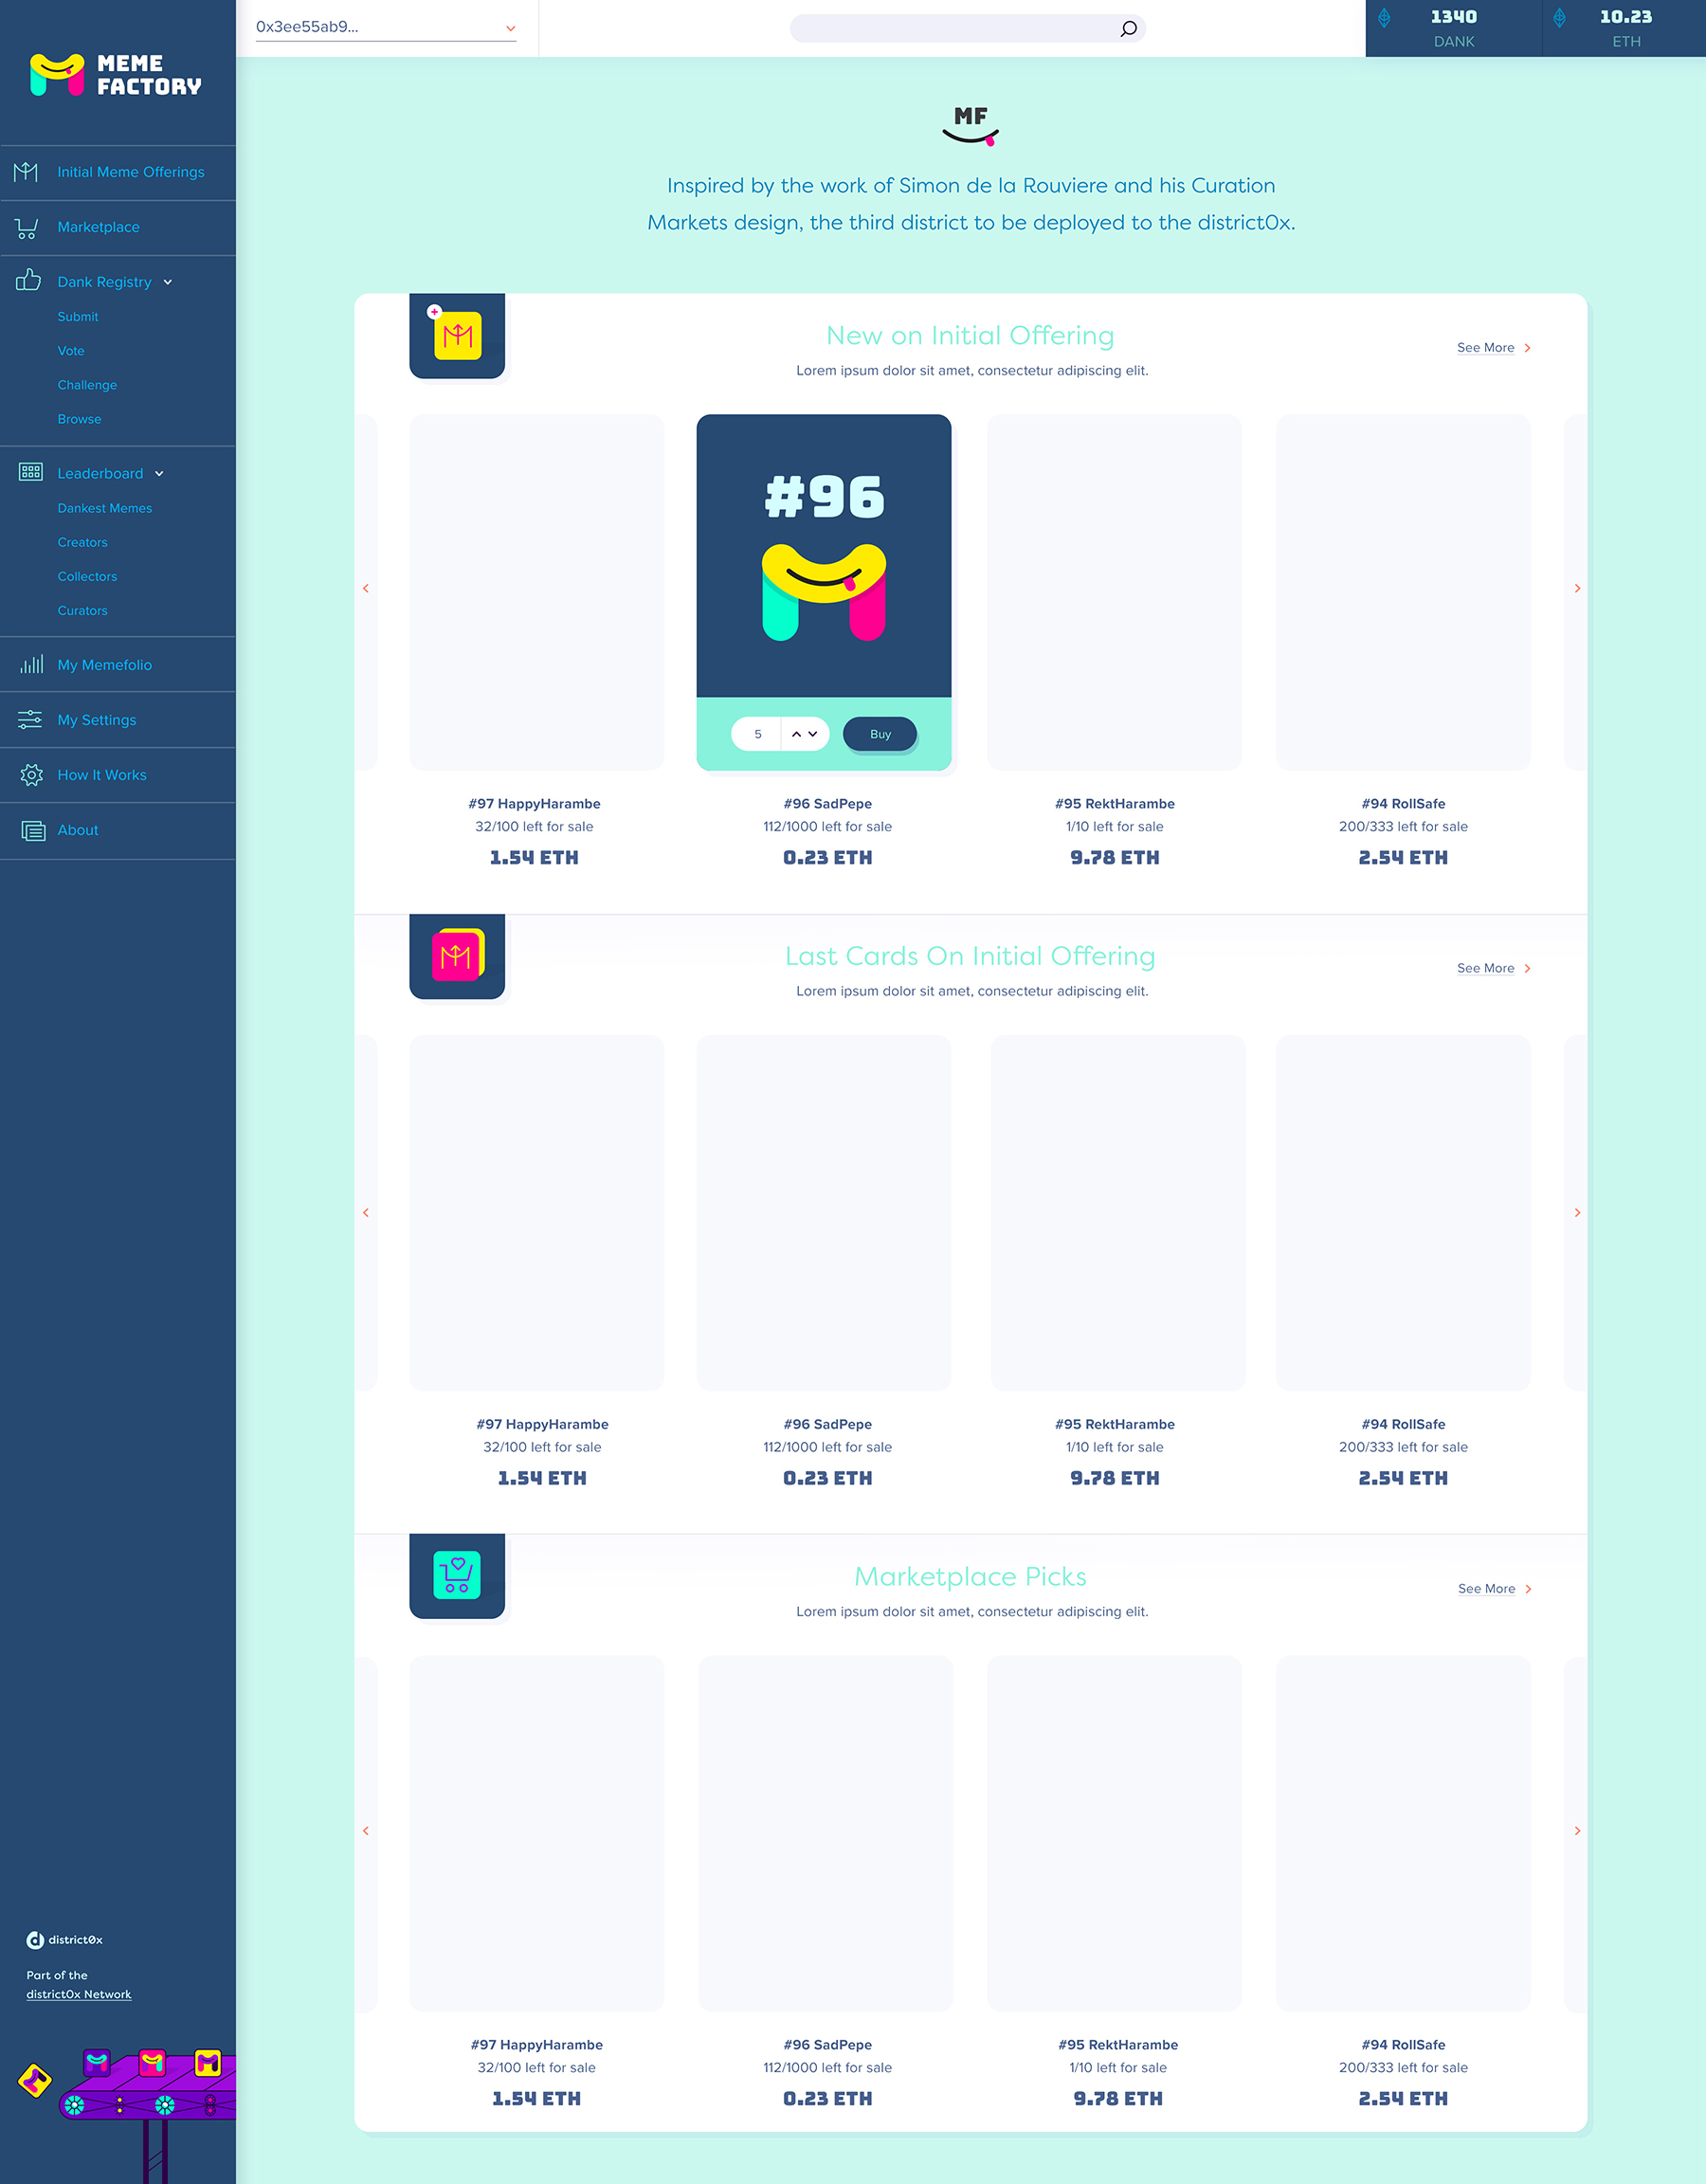 0x3ee55ab9...
1340
DANK
10.23
ETH
MEME
FACTORY
Initial Meme Offerings
Marketplace
Dank Registry
Submit
Vote
Challenge
Browse
Leaderboard
Dankest Memes
Creators
Collectors
Curators
My Memefolio
My Settings
How It Works
About
district0x
Part of the
district0x Network
MF
Inspired by the work of Simon de la Rouviere and his Curation
Markets design, the third district to be deployed to the district0x.
New on Initial Offering
Lorem ipsum dolor sit amet, consectetur adipiscing elit.
See More
#96
5
Buy
#97 HappyHarambe
32/100 left for sale
1.54 ETH
#96 SadPepe
112/1000 left for sale
0.23 ETH
#95 RektHarambe
1/10 left for sale
9.78 ETH
#94 RollSafe
200/333 left for sale
2.54 ETH
Last Cards On Initial Offering
Lorem ipsum dolor sit amet, consectetur adipiscing elit.
See More
#97 HappyHarambe
32/100 left for sale
1.54 ETH
#96 SadPepe
112/1000 left for sale
0.23 ETH
#95 RektHarambe
1/10 left for sale
9.78 ETH
#94 RollSafe
200/333 left for sale
2.54 ETH
Marketplace Picks
Lorem ipsum dolor sit amet, consectetur adipiscing elit.
See More
#97 HappyHarambe
32/100 left for sale
1.54 ETH
#96 SadPepe
112/1000 left for sale
0.23 ETH
#95 RektHarambe
1/10 left for sale
9.78 ETH
#94 RollSafe
200/333 left for sale
2.54 ETH